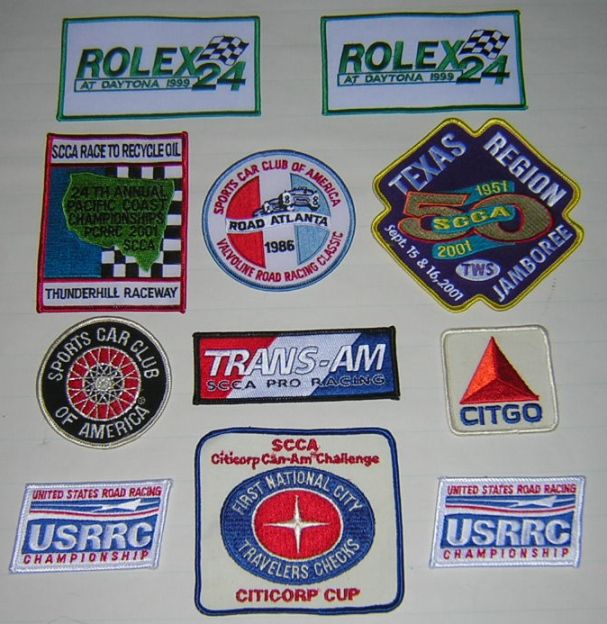 ROLEX 24
AT DAYTONA 1999
ROLEX 24
AT DAYTONA 1999
SCCA RACE TO RECYCLE OIL
24TH ANNUAL
PACIFIC COAST
CHAMPIONSHIPS
PCRRC 2001
SCCA
THUNDERHILL RACEWAY
SPORTS CAR CLUB OF AMERICA
ROAD ATLANTA
1986
VALVOLINE ROAD RACING CLASSIC
TEXAS REGION
1951
50
SCCA
2001
Sept. 15 & 16, 2001
TWS
JAMBOREE
SPORTS CAR CLUB
OF AMERICA®
TRANS-AM
SCCA PRO RACING
CITGO
UNITED STATES ROAD RACING
USRRC
CHAMPIONSHIP
SCCA
Citicorp Can-Am™ Challenge
FIRST NATIONAL CITY
TRAVELERS CHECKS
CITICORP CUP
UNITED STATES ROAD RACING
USRRC
CHAMPIONSHIP